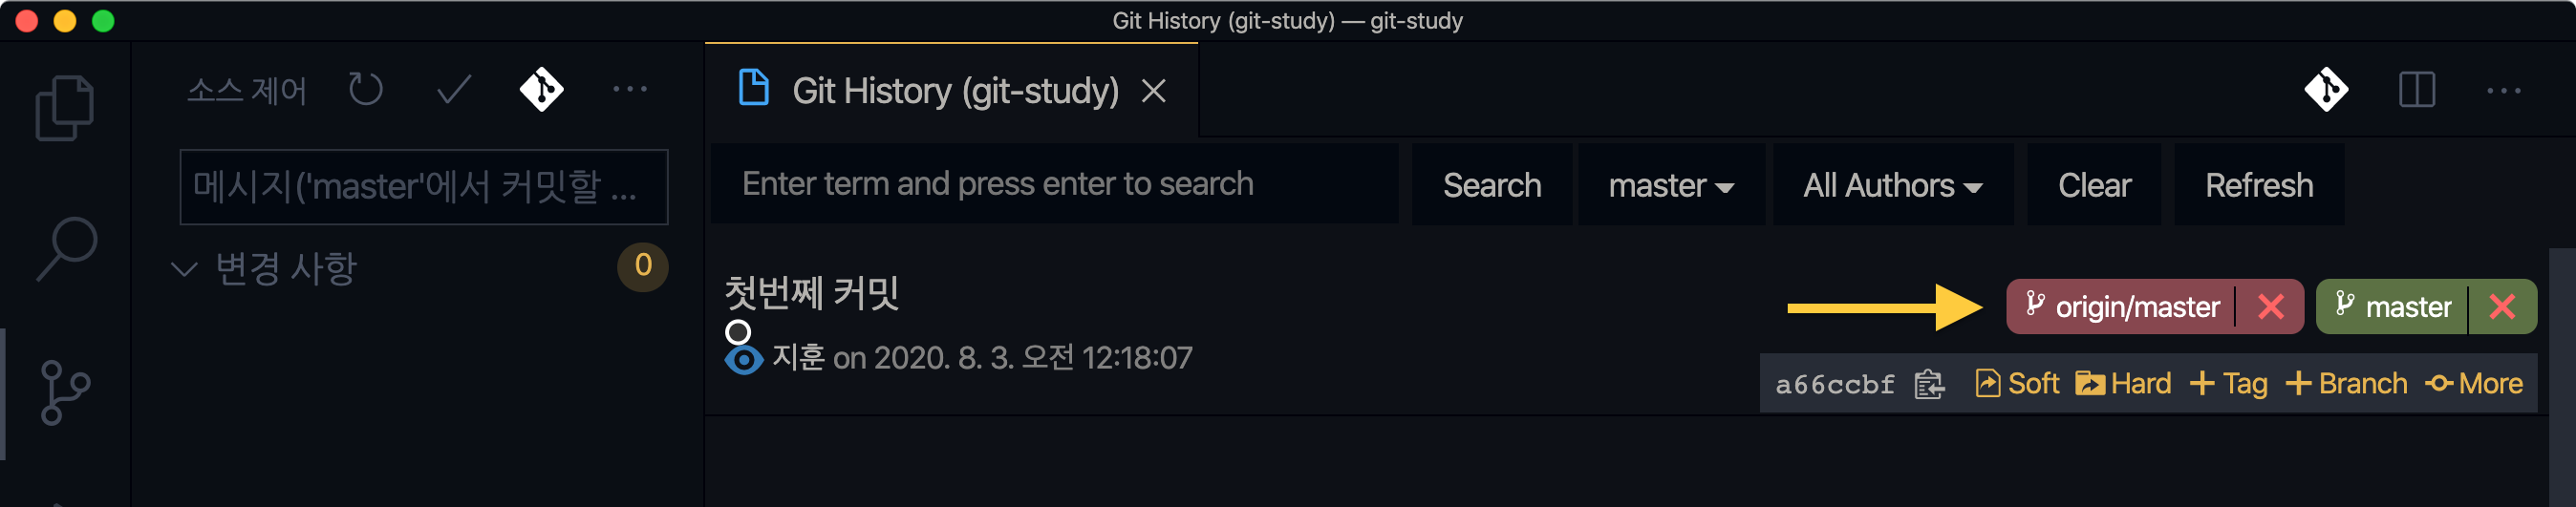 Git History (git-study) — git-study
소스 제어
Git History (git-study)
메시지('master'에서 커밋할 ...
Enter term and press enter to search
Search
master
All Authors
Clear
Refresh
변경 사항
0
첫번째 커밋
origin/master
master
지훈 on 2020. 8. 3. 오전 12:18:07
a66ccbf
Soft
Hard
Tag
Branch
More